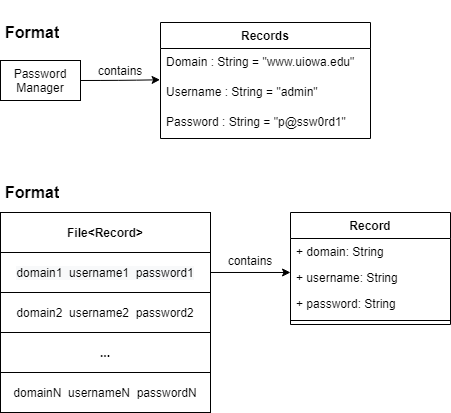 Format
Records
Password
Manager
contains
Domain : String = "www.uiowa.edu"
Username : String = "admin"
Password : String = "p@ssw0rd1"
Format
File<Record>
domain1 username1 password1
domain2 username2 password2
...
domainN usernameN passwordN
contains
Record
+ domain: String
+ username: String
+ password: String